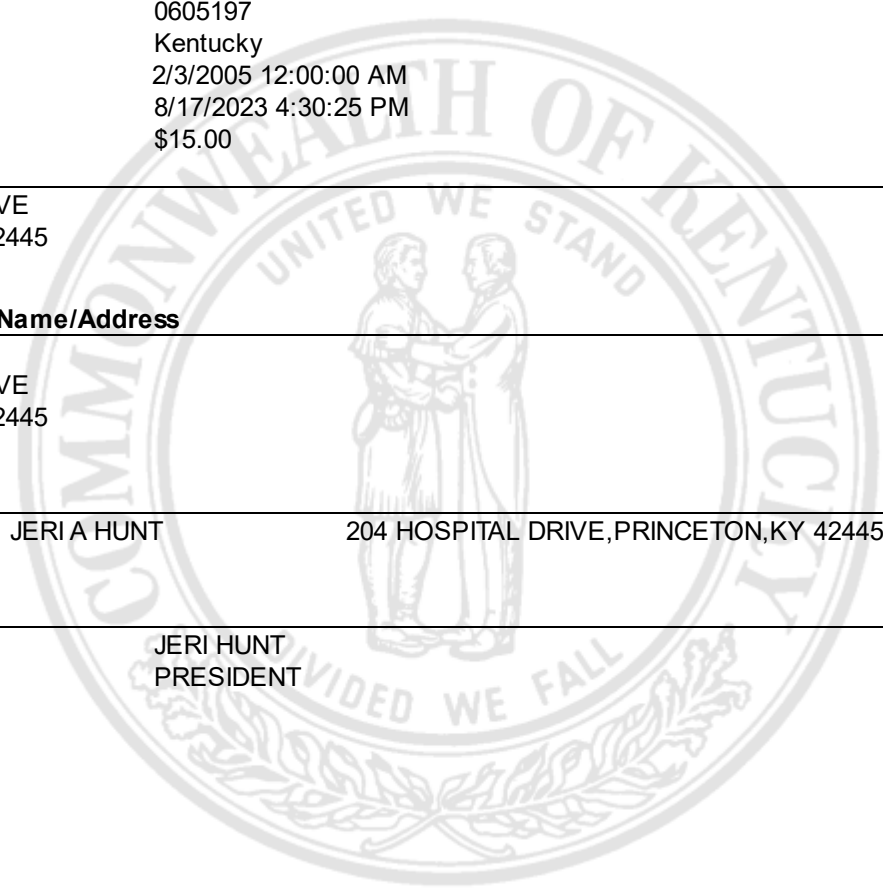 0605197
Kentucky
2/3/2005 12:00:00 AM
8/17/2023 4:30:25 PM
$15.00
VE
2445
Name/Address
VE
2445
JERI A HUNT 204 HOSPITAL DRIVE,PRINCETON,KY 42445
JERI HUNT
PRESIDENT
COMMONWEALTH OF KENTUCKY
UNITED WE STAND
DIVIDED WE FALL